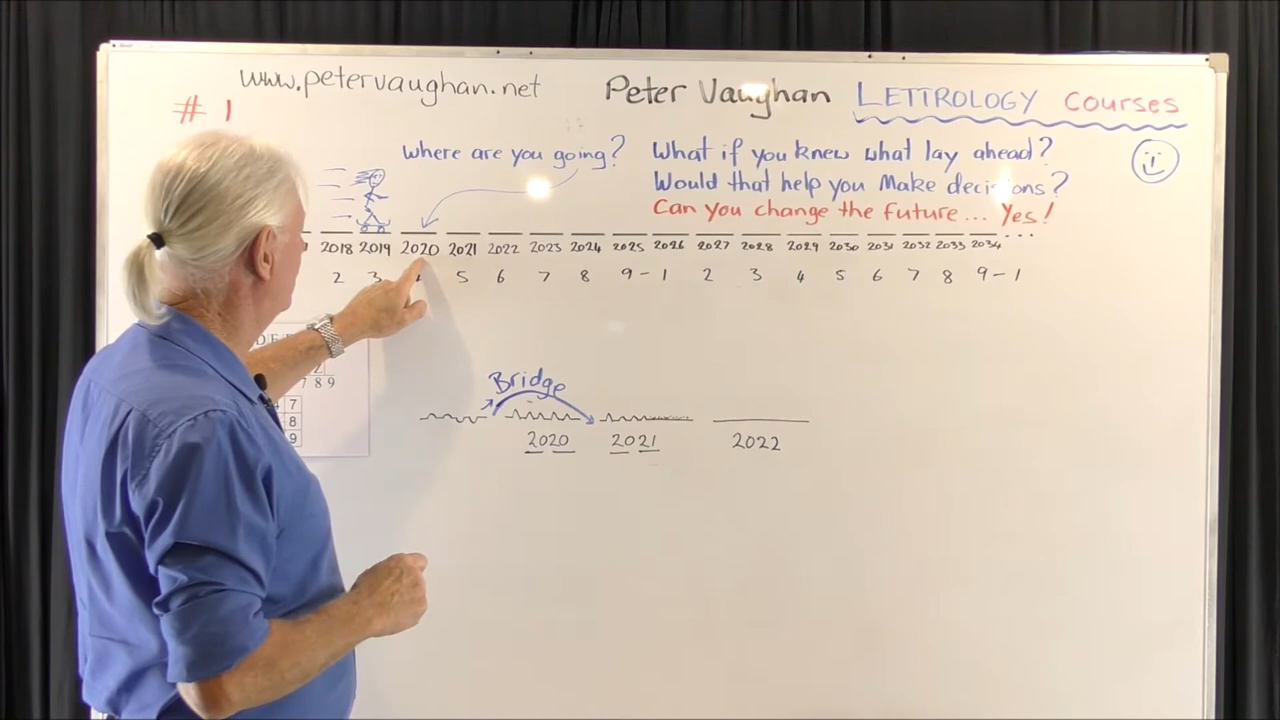 www.petervaughan.net
Peter Vaughan LETTROLOGY Courses
# 1
Where are you going?
What if you knew what lay ahead?
Would that help you Make decisions?
Can you change the future... Yes!
2018 2019 2020 2021 2022 2023 2024 2025 2026 2027 2028 2029 2030 2031 2032 2033 2034 ...
2 3 4 5 6 7 8 9 - 1 2 3 4 5 6 7 8 9 - 1
Bridge
2020 2021 2022
D E
7 8 9
7
8
9